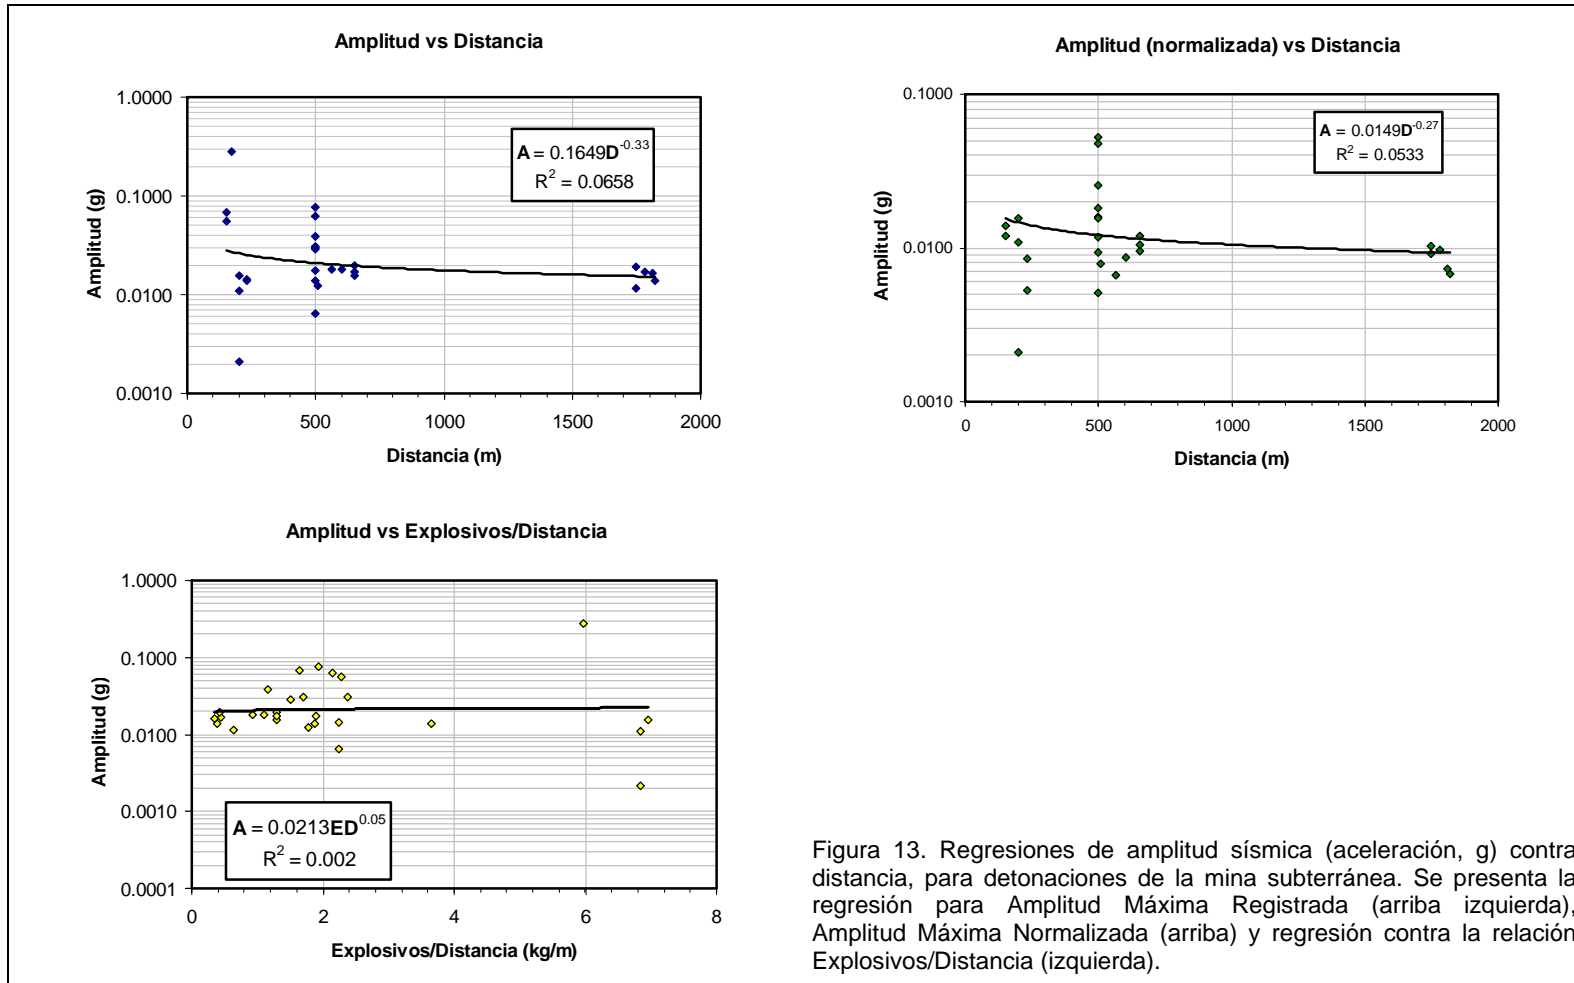 Amplitud vs Distancia
1.0000
0.1000
0.0100
0.0010
Amplitud (g)
A = 0.1649D^-0.33
R^2 = 0.0658
0 500 1000 1500 2000
Distancia (m)
Amplitud (normalizada) vs Distancia
0.1000
0.0100
0.0010
Amplitud (g)
A = 0.0149D^-0.27
R^2 = 0.0533
0 500 1000 1500 2000
Distancia (m)
Amplitud vs Explosivos/Distancia
1.0000
0.1000
0.0100
0.0010
0.0001
Amplitud (g)
A = 0.0213ED^0.05
R^2 = 0.002
0 2 4 6 8
Explosivos/Distancia (kg/m)
Figura 13. Regresiones de amplitud sísmica (aceleración, g) contra
distancia, para detonaciones de la mina subterránea. Se presenta la
regresión para Amplitud Máxima Registrada (arriba izquierda),
Amplitud Máxima Normalizada (arriba) y regresión contra la relación
Explosivos/Distancia (izquierda).